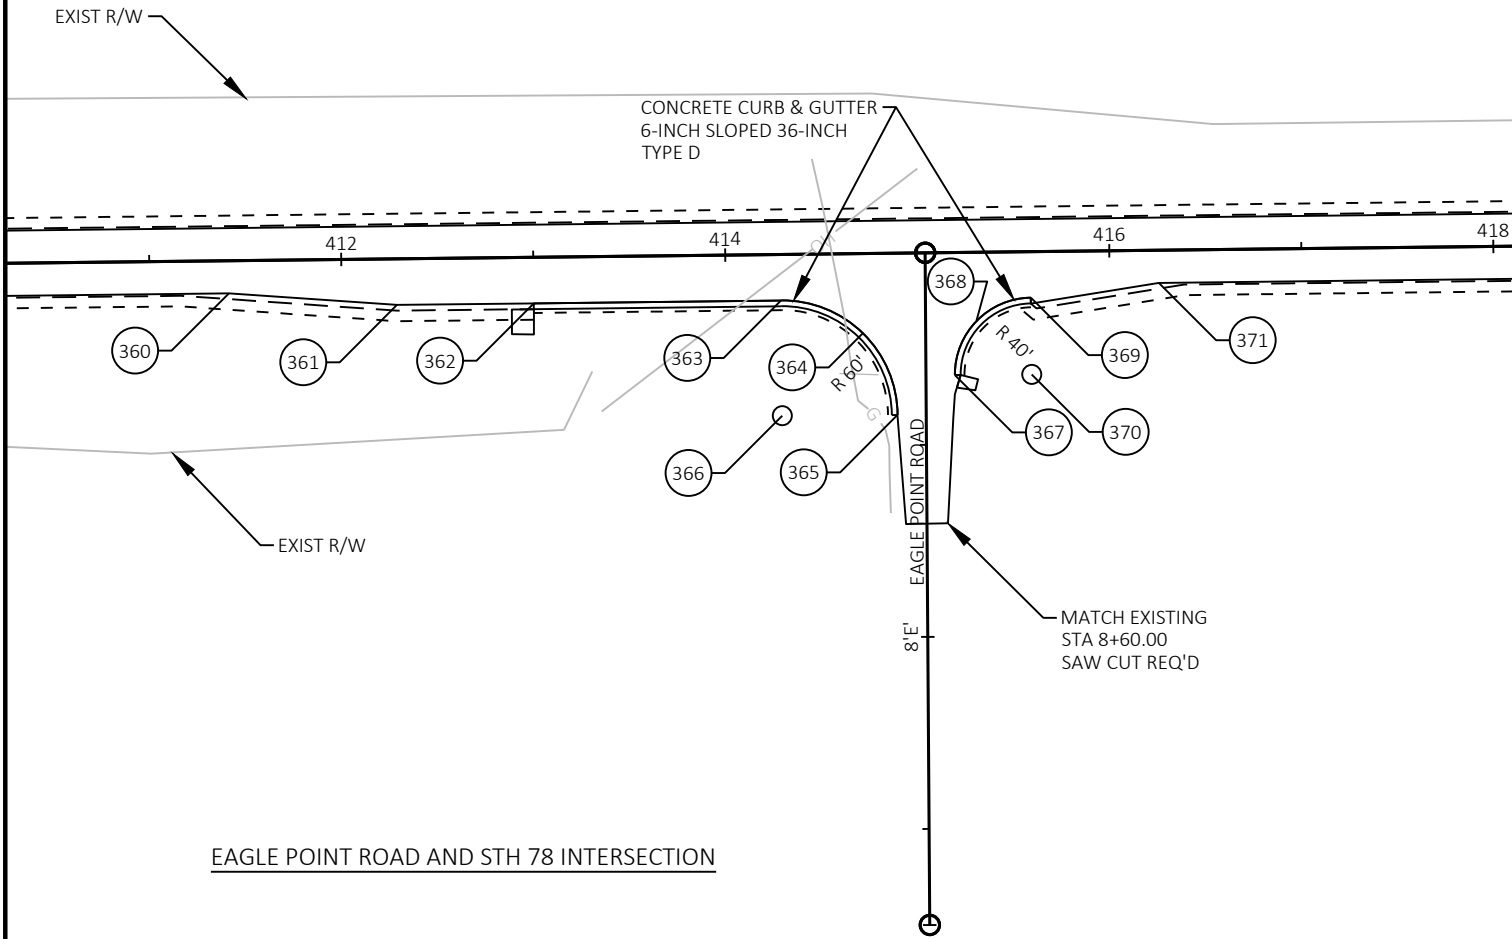 EXIST R/W
CONCRETE CURB & GUTTER
6-INCH SLOPED 36-INCH
TYPE D
412
414
416
418
OH
368
360
361
362
363
364
R 60'
R 40'
369
371
G
366
365
367
370
EAGLE POINT ROAD
EXIST R/W
8'E'
MATCH EXISTING
STA 8+60.00
SAW CUT REQ'D
EAGLE POINT ROAD AND STH 78 INTERSECTION